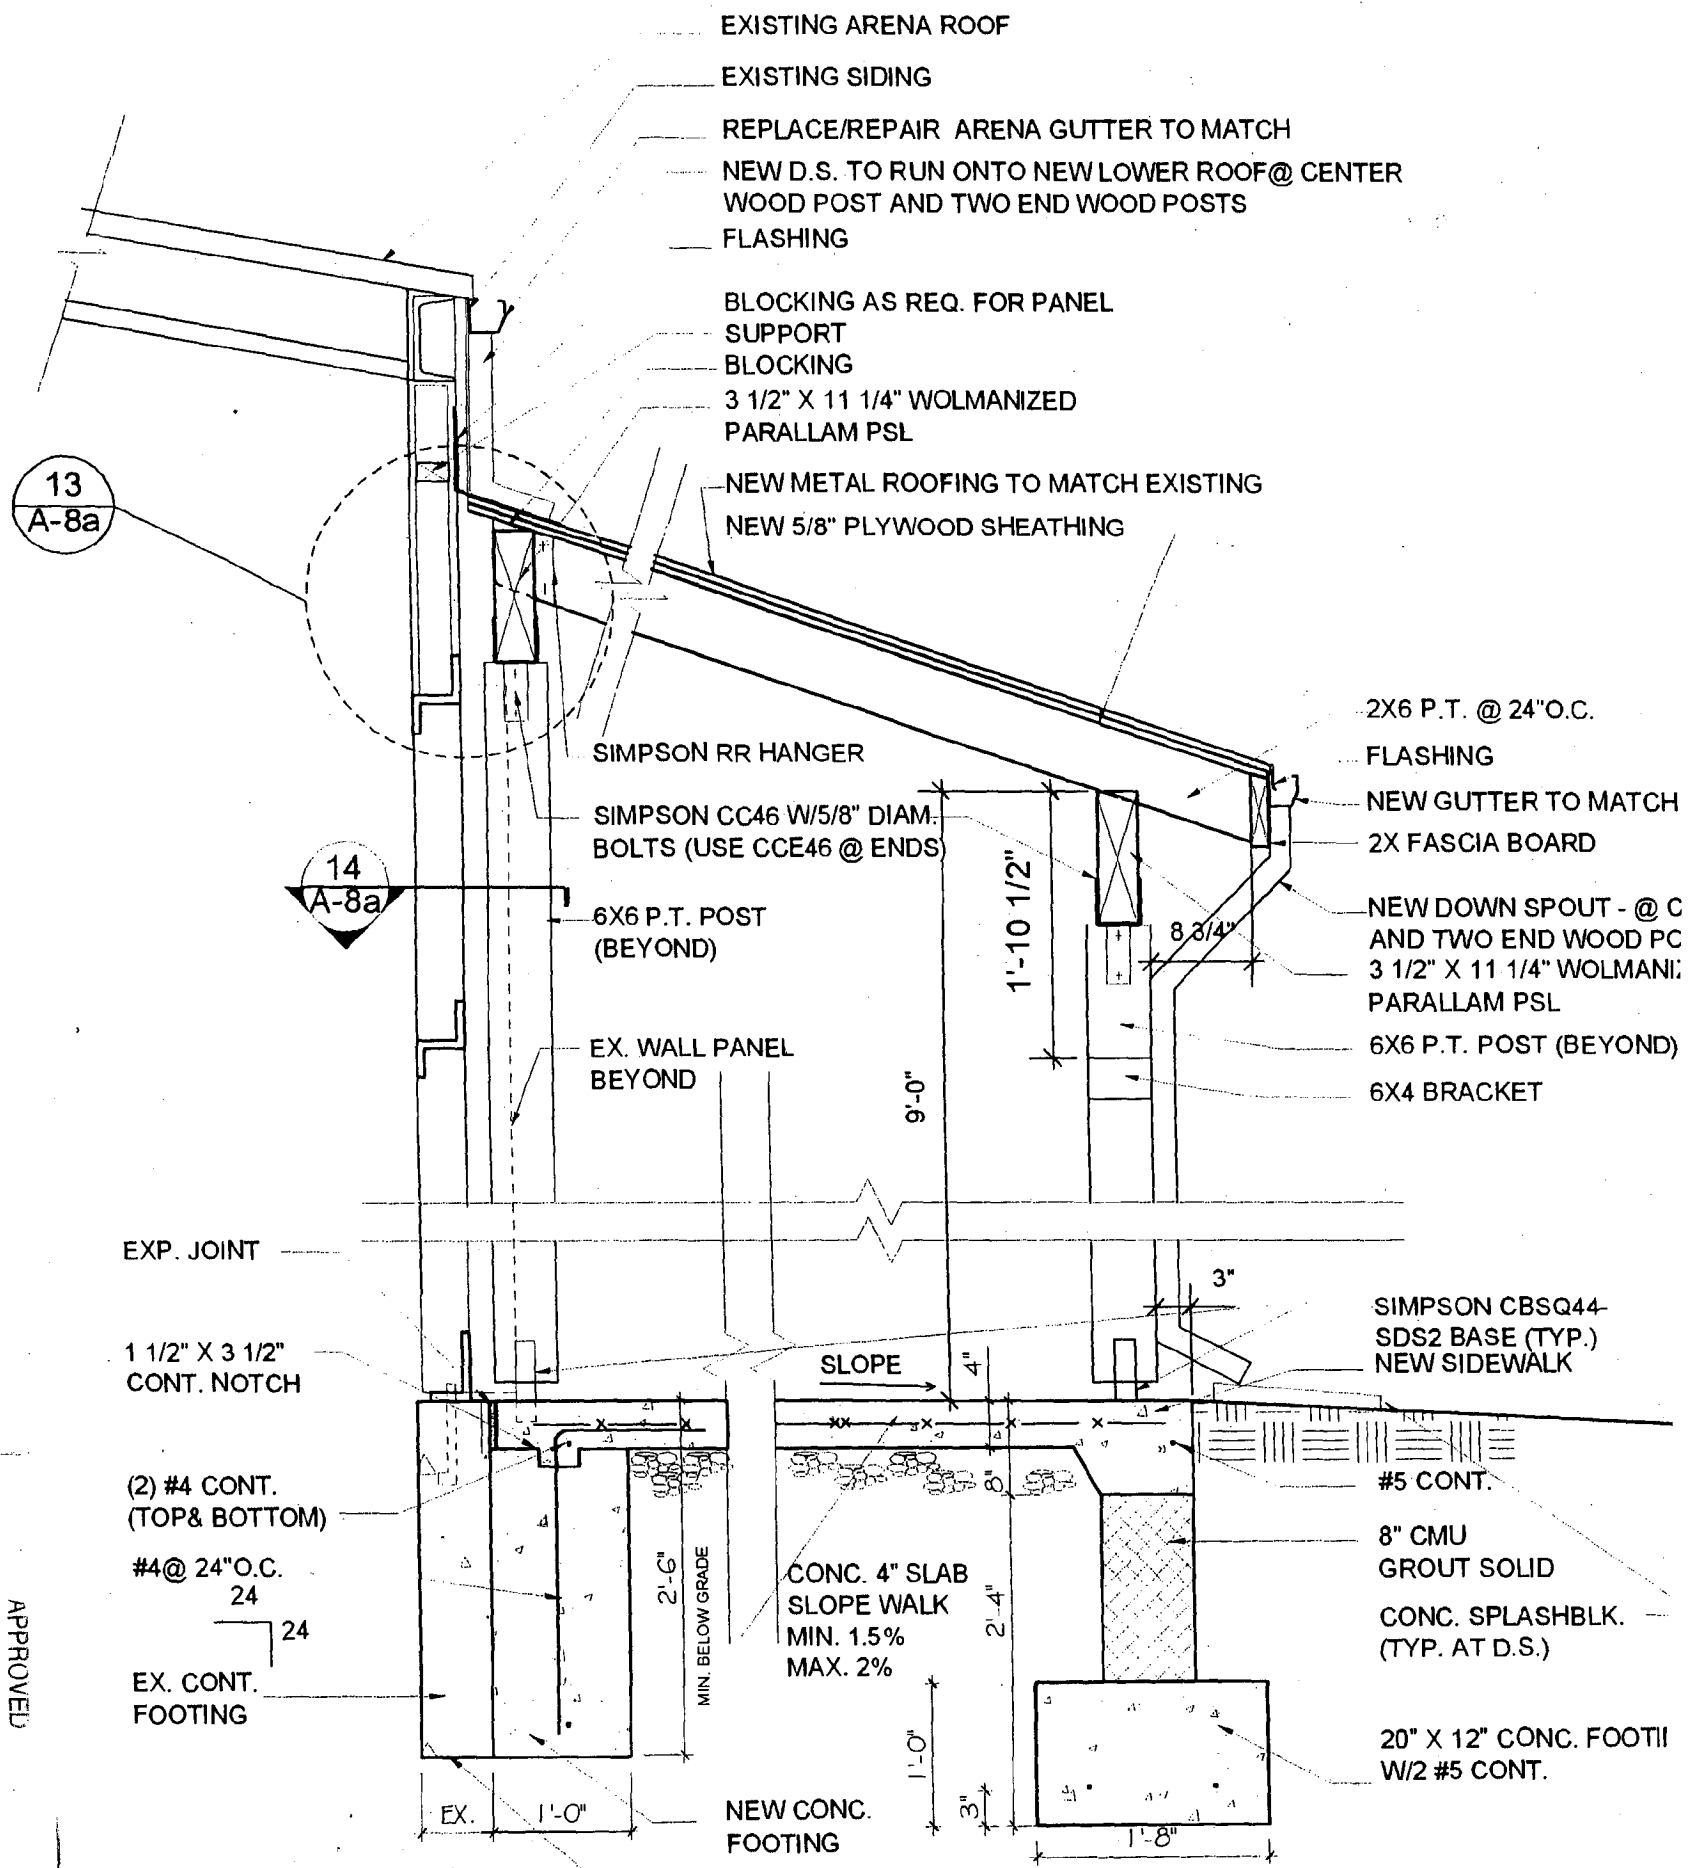 EXISTING ARENA ROOF
EXISTING SIDING
REPLACE/REPAIR ARENA GUTTER TO MATCH
NEW D.S. TO RUN ONTO NEW LOWER ROOF@ CENTER
WOOD POST AND TWO END WOOD POSTS
FLASHING
BLOCKING AS REQ. FOR PANEL
SUPPORT
BLOCKING
3 1/2" X 11 1/4" WOLMANIZED
PARALLAM PSL
NEW METAL ROOFING TO MATCH EXISTING
NEW 5/8" PLYWOOD SHEATHING
13
A-8a
2X6 P.T. @ 24"O.C.
FLASHING
NEW GUTTER TO MATCH
2X FASCIA BOARD
NEW DOWN SPOUT - @ C
AND TWO END WOOD PO
3 1/2" X 11 1/4" WOLMANIZ
PARALLAM PSL
6X6 P.T. POST (BEYOND)
6X4 BRACKET
SIMPSON RR HANGER
SIMPSON CC46 W/5/8" DIAM.
BOLTS (USE CCE46 @ ENDS)
14
A-8a
6X6 P.T. POST
(BEYOND)
EX. WALL PANEL
BEYOND
1'-10 1/2"
8 3/4"
9'-0"
EXP. JOINT
1 1/2" X 3 1/2"
CONT. NOTCH
(2) #4 CONT.
(TOP& BOTTOM)
#4@ 24"O.C.
24
24
EX. CONT.
FOOTING
3"
SIMPSON CBSQ44-
SDS2 BASE (TYP.)
NEW SIDEWALK
SLOPE
4"
8"
#5 CONT.
8" CMU
GROUT SOLID
CONC. SPLASHBLK.
(TYP. AT D.S.)
20" X 12" CONC. FOOTI
W/2 #5 CONT.
2'-6"
MIN. BELOW GRADE
CONC. 4" SLAB
SLOPE WALK
MIN. 1.5%
MAX. 2%
2'-4"
1'-0"
3"
1'-8"
EX.
1'-0"
NEW CONC.
FOOTING
APPROVED